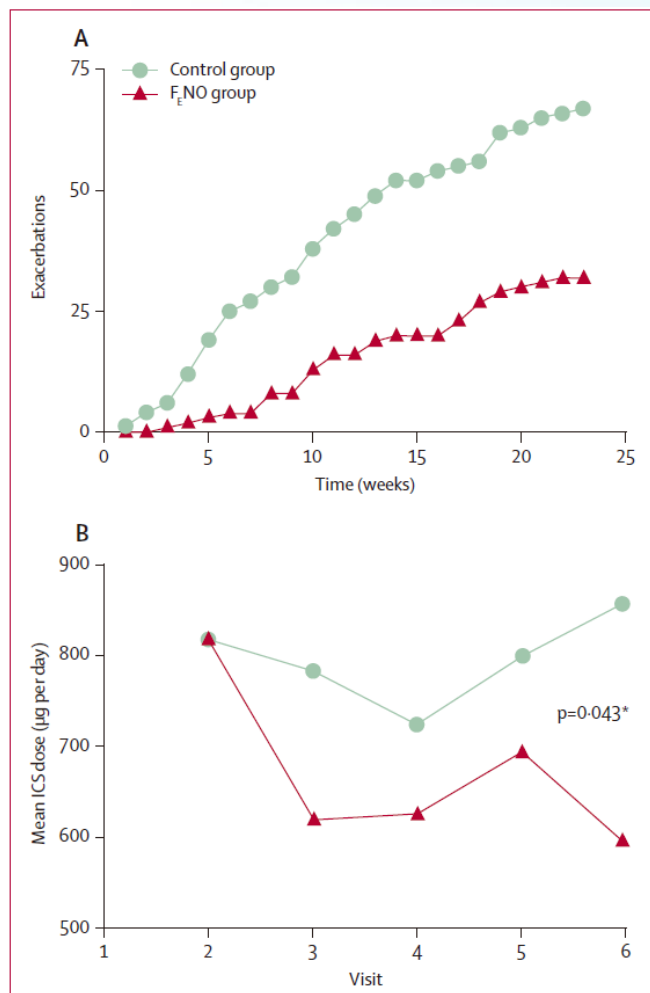 A
Control group
FENO group
75
50
25
0
Exacerbations
0 5 10 15 20 25
Time (weeks)
B
900
800
700
600
500
Mean ICS dose (µg per day)
p=0·043*
1 2 3 4 5 6
Visit